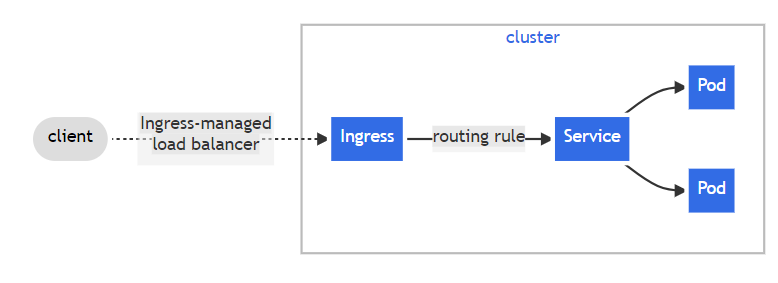 cluster
client
Ingress-managed
load balancer
Ingress
routing rule
Service
Pod
Pod